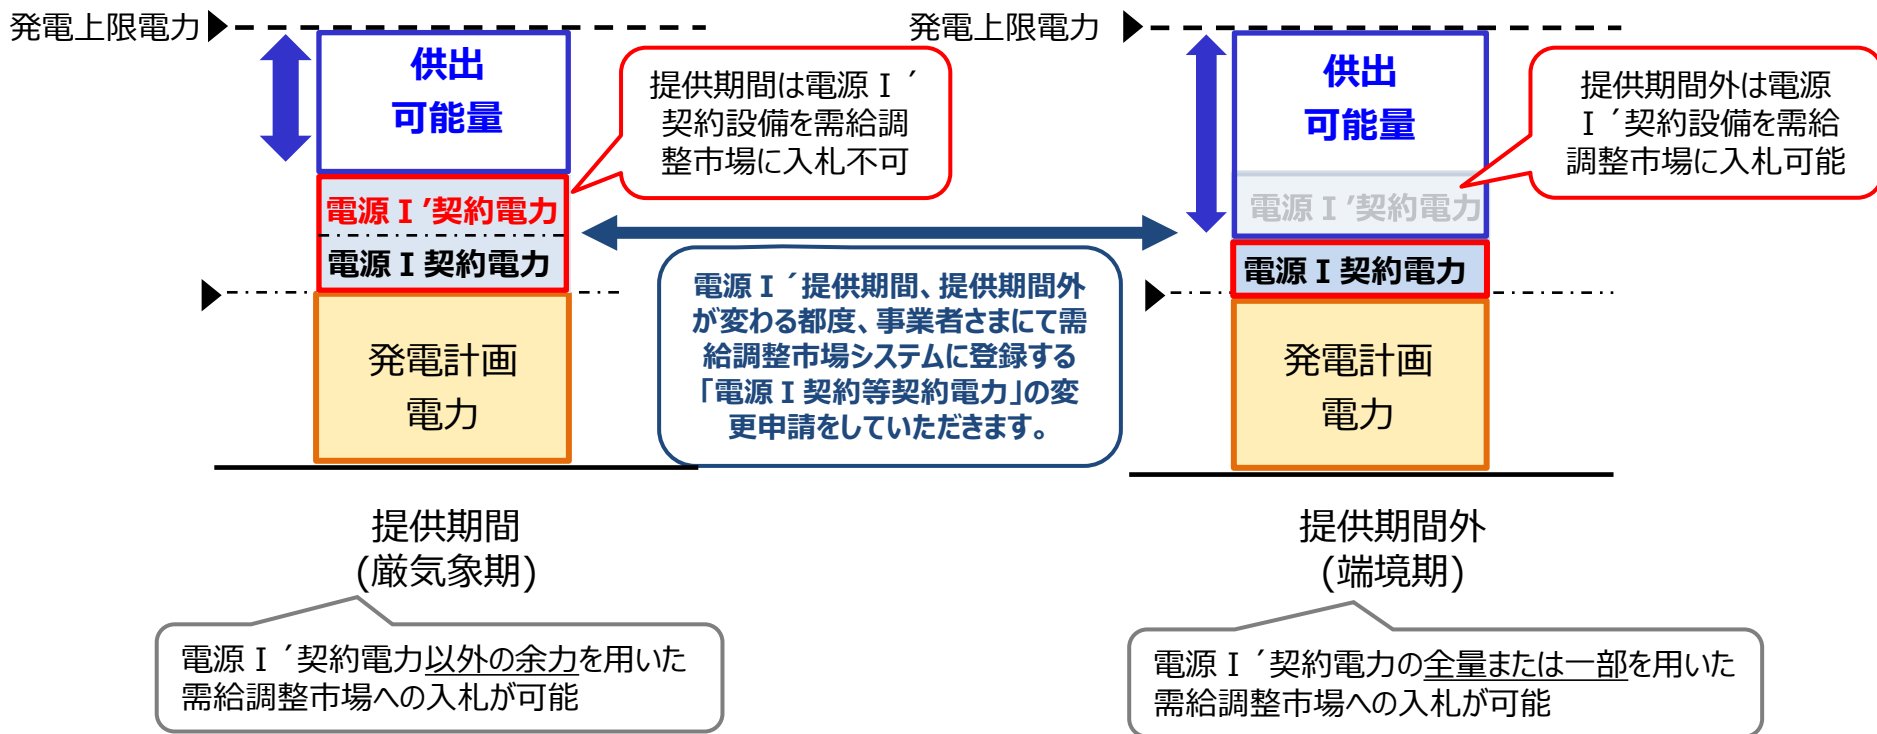 発電上限電力
供出
可能量
提供期間は電源Ⅰ´
契約設備を需給調
整市場に入札不可
電源Ⅰ′契約電力
電源Ⅰ契約電力
発電計画
電力
提供期間
(厳気象期)
電源Ⅰ´契約電力以外の余力を用いた
需給調整市場への入札が可能
電源Ⅰ´提供期間、提供期間外
が変わる都度、事業者さまにて需
給調整市場システムに登録する
「電源Ⅰ契約等契約電力」の変
更申請をしていただきます。
発電上限電力
供出
可能量
提供期間外は電源
Ⅰ´契約設備を需給
調整市場に入札可能
電源Ⅰ′契約電力
電源Ⅰ契約電力
発電計画
電力
提供期間外
(端境期)
電源Ⅰ´契約電力の全量または一部を用いた
需給調整市場への入札が可能